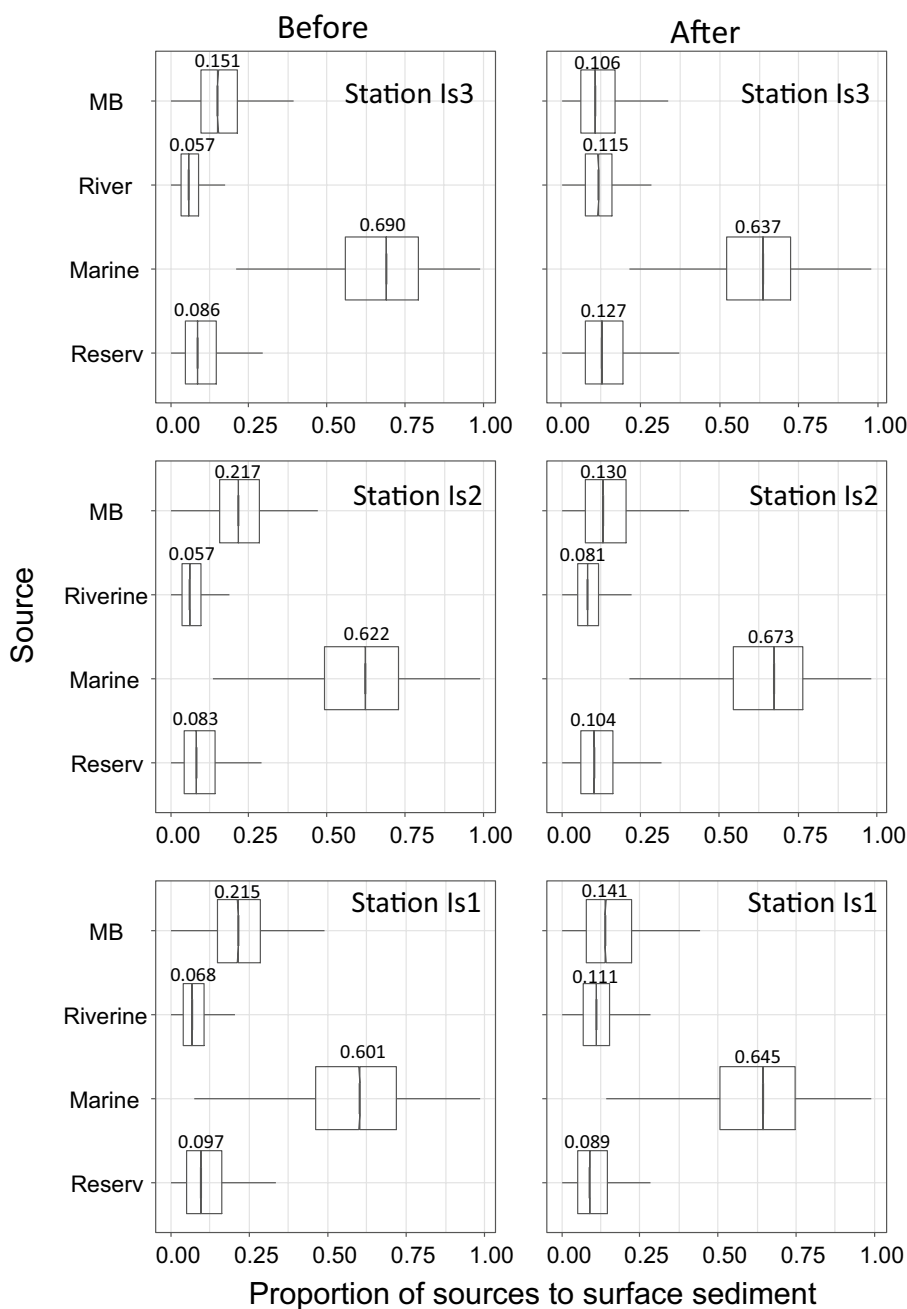 Before
After
Station Is3
0.151
MB
0.057
River
0.690
Marine
0.086
Reserv
0.00 0.25 0.50 0.75 1.00
Station Is3
0.106
0.115
0.637
0.127
0.00 0.25 0.50 0.75 1.00
Source
Station Is2
0.217
MB
0.057
Riverine
0.622
Marine
0.083
Reserv
0.00 0.25 0.50 0.75 1.00
Station Is2
0.130
0.081
0.673
0.104
0.00 0.25 0.50 0.75 1.00
Station Is1
0.215
MB
0.068
Riverine
0.601
Marine
0.097
Reserv
0.00 0.25 0.50 0.75 1.00
Station Is1
0.141
0.111
0.645
0.089
0.00 0.25 0.50 0.75 1.00
Proportion of sources to surface sediment